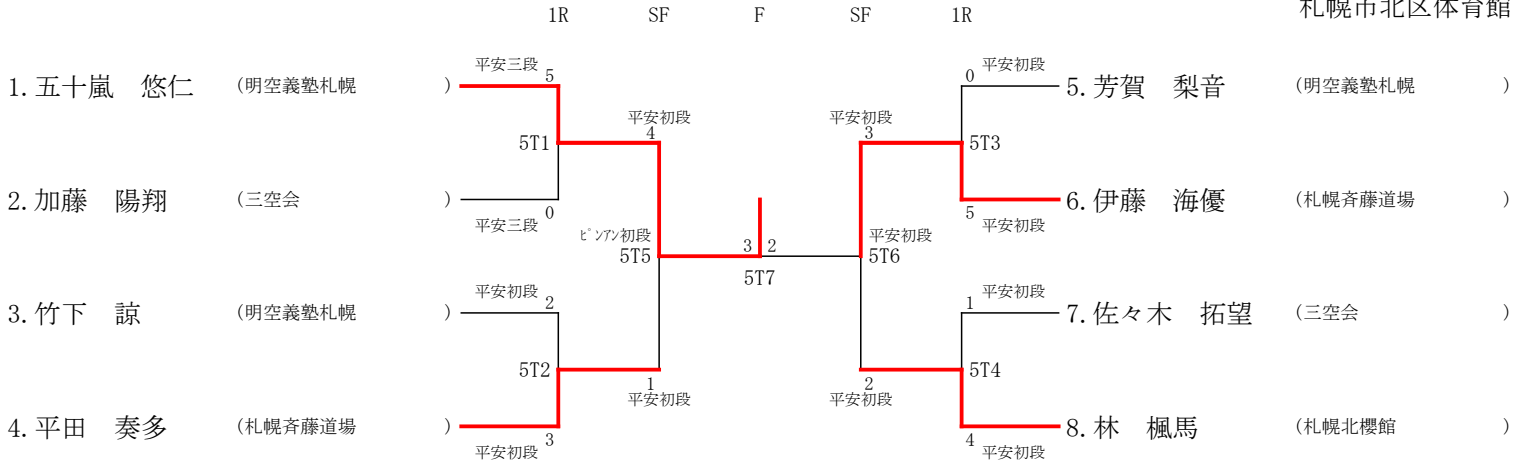 札幌市北区体育館
1R SF F SF 1R
平安三段 5
0 平安初段
1. 五十嵐 悠仁 (明空義塾札幌 )
5. 芳賀 梨音 (明空義塾札幌 )
平安初段
4
平安初段
3
5T1
5T3
2. 加藤 陽翔 (三空会 )
6. 伊藤 海優 (札幌斉藤道場 )
平安三段 0
5 平安初段
ピンアン初段
5T5
3 2
5T7
平安初段
5T6
平安初段 2
1 平安初段
3. 竹下 諒 (明空義塾札幌 )
7. 佐々木 拓望 (三空会 )
5T2
5T4
1
平安初段
2
平安初段
4. 平田 奏多 (札幌斉藤道場 )
8. 林 楓馬 (札幌北櫻館 )
平安初段 3
4 平安初段